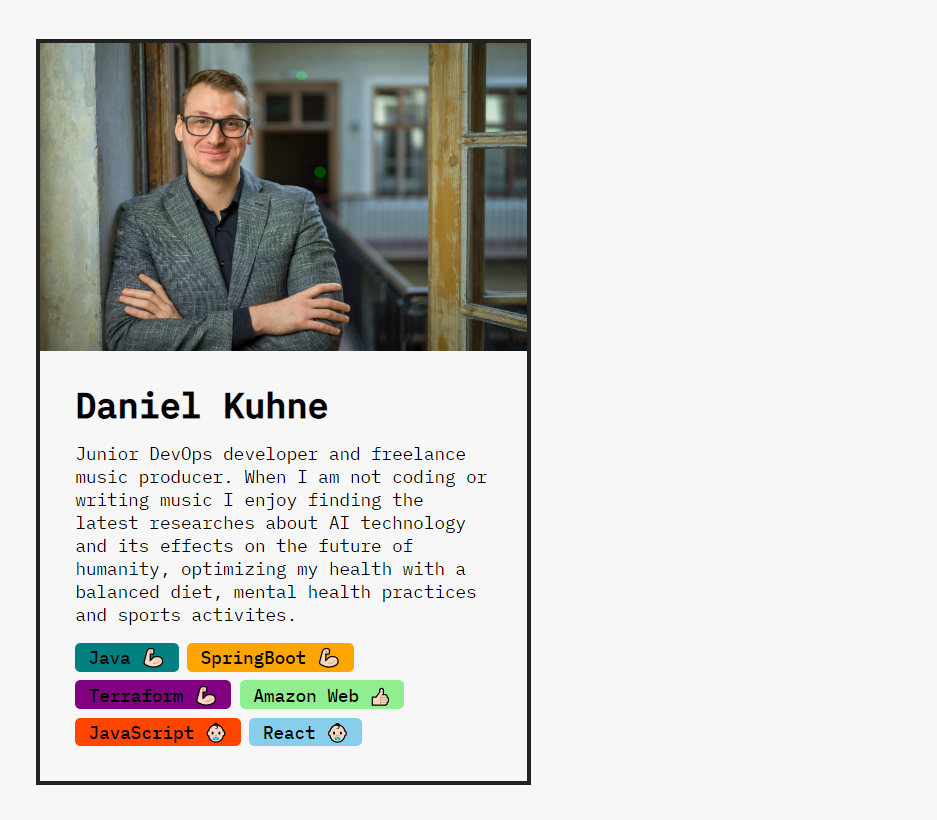 Daniel Kuhne
Junior DevOps developer and freelance
music producer. When I am not coding or
writing music I enjoy finding the
latest researches about AI technology
and its effects on the future of
humanity, optimizing my health with a
balanced diet, mental health practices
and sports activites.
Java 💪 SpringBoot 💪
Terraform 💪 Amazon Web 👍
JavaScript 👶 React 👶